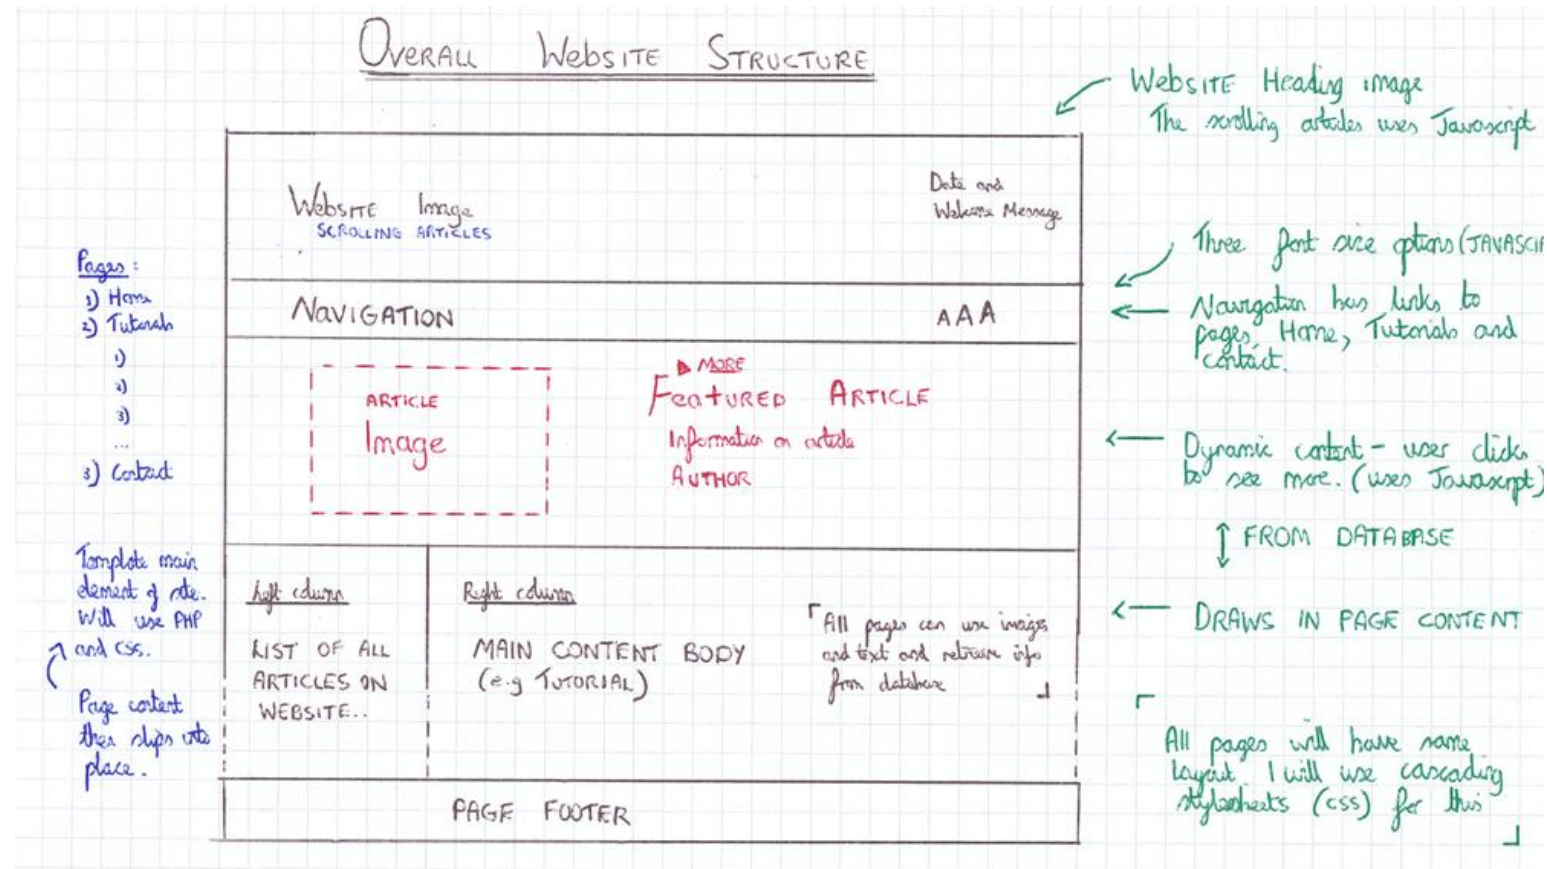 OVERALL WEBSITE STRUCTURE
Website Heading image
The scrolling articles uses Javascript
Website Image
SCROLLING ARTICLES
Date and
Welcome Message
Three font size options (JAVASCIP
Pages:
1) Home
2) Tutorials
1)
2)
3)
...
3) Contact
NAVIGATION
AAA
Navigation has links to
pages, Home, Tutorials and
contact.
ARTICLE
Image
MORE
FEATURED ARTICLE
Information on article
AUTHOR
Dynamic content - user clicks
to see more. (uses Javascript)
FROM DATABASE
DRAWS IN PAGE CONTENT
Template main
element of site.
Will use PHP
and CSS.
Page content
then slips into
place.
Left column
LIST OF ALL
ARTICLES ON
WEBSITE..
Right column
MAIN CONTENT BODY
(e.g TUTORIAL)
All pages can use images
and text and retrieve info
from database
All pages will have same
layout. I will use cascading
stylesheets (css) for this
PAGE FOOTER